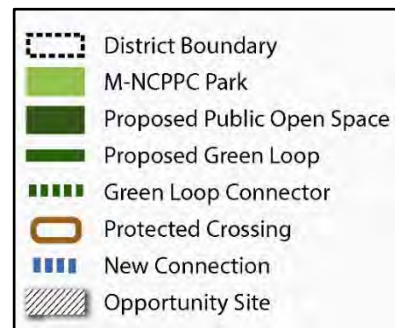 District Boundary
M-NCPPC Park
Proposed Public Open Space
Proposed Green Loop
Green Loop Connector
Protected Crossing
New Connection
Opportunity Site